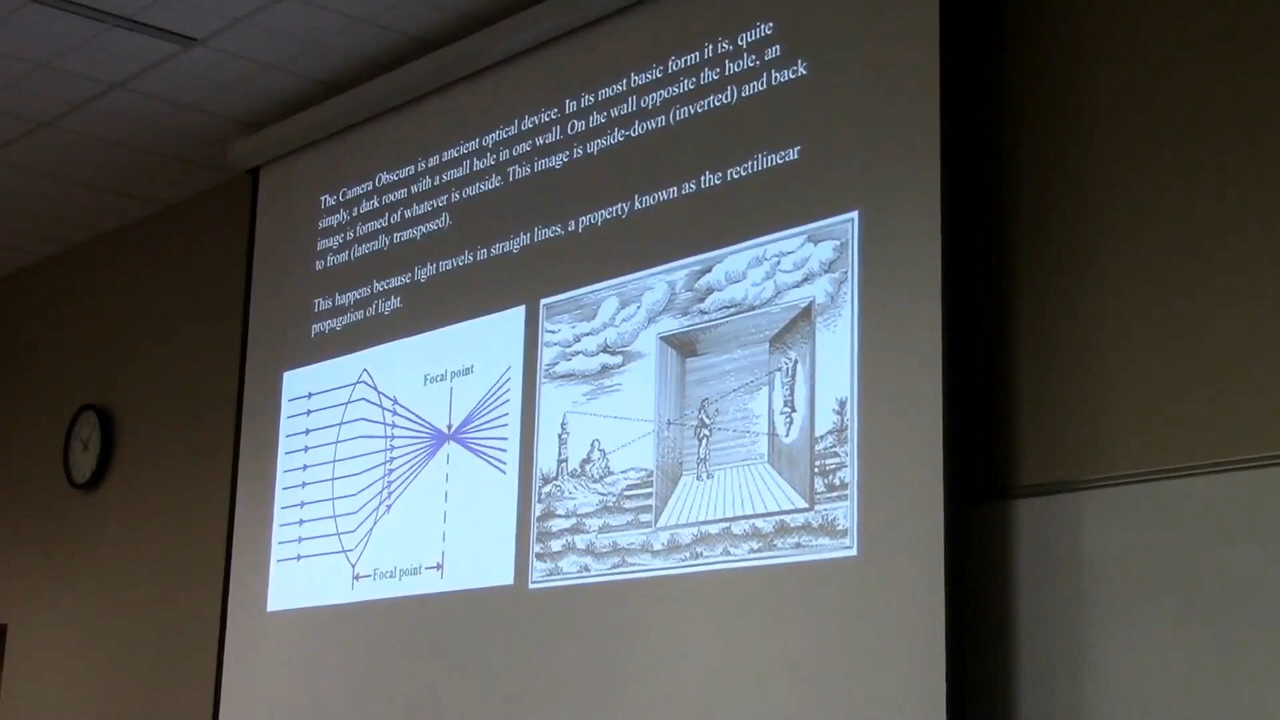 The Camera Obscura is an ancient optical device. In its most basic form it is, quite
simply, a dark room with a small hole in one wall. On the wall opposite the hole, an
image is formed of whatever is outside. This image is upside-down (inverted) and back
to front (laterally transposed).
This happens because light travels in straight lines, a property known as the rectilinear
propagation of light.
Focal point
Focal point